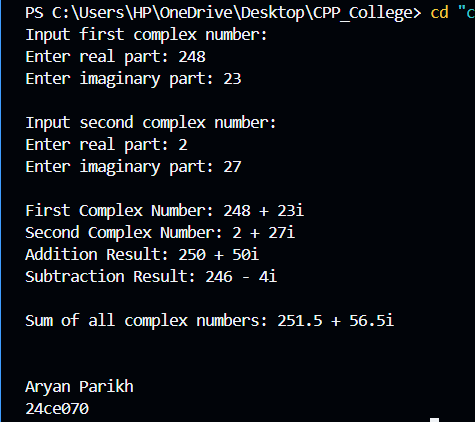 PS C:\Users\HP\OneDrive\Desktop\CPP_College> cd "c
Input first complex number:
Enter real part: 248
Enter imaginary part: 23
Input second complex number:
Enter real part: 2
Enter imaginary part: 27
First Complex Number: 248 + 23i
Second Complex Number: 2 + 27i
Addition Result: 250 + 50i
Subtraction Result: 246 - 4i
Sum of all complex numbers: 251.5 + 56.5i
Aryan Parikh
24ce070